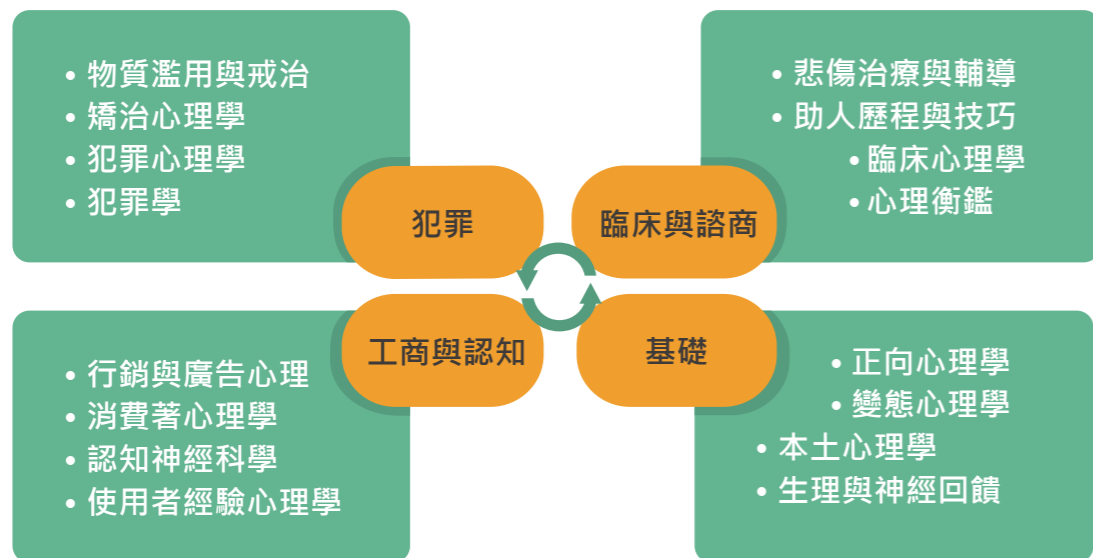 • 物質濫用與戒治
• 矯治心理學
• 犯罪心理學
• 犯罪學
犯罪
• 悲傷治療與輔導
• 助人歷程與技巧
• 臨床心理學
• 心理衡鑑
臨床與諮商
工商與認知
• 行銷與廣告心理
• 消費著心理學
• 認知神經科學
• 使用者經驗心理學
基礎
• 正向心理學
• 變態心理學
• 本土心理學
• 生理與神經回饋